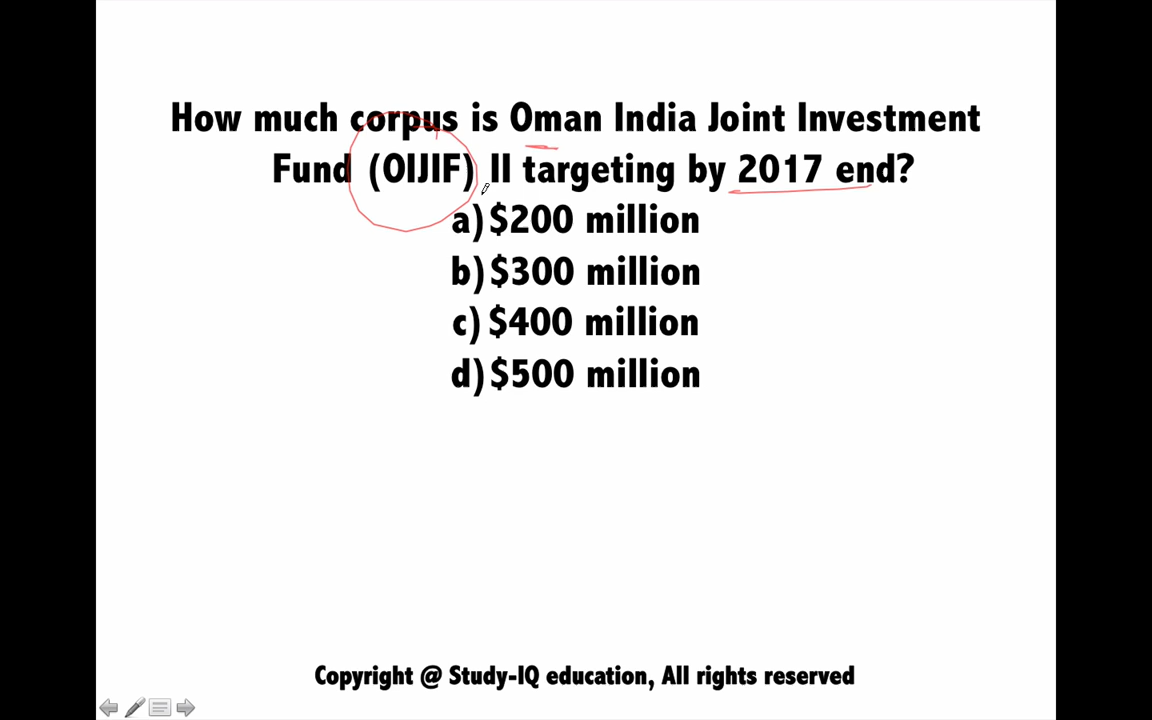 How much corpus is Oman India Joint Investment
Fund (OIJIF) II targeting by 2017 end?
a) $200 million
b) $300 million
c) $400 million
d) $500 million
Copyright @ Study-IQ education, All rights reserved